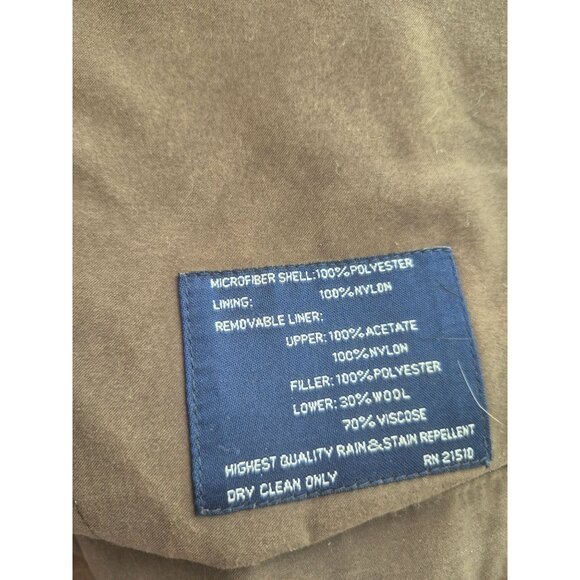 MICROFIBER SHELL:100%POLYESTER
LINING: 100%NYLON
REMOVABLE LINER:
UPPER:100%ACETATE
100%NYLON
FILLER:100%POLYESTER
LOWER:30%WOOL
70%VISCOSE
HIGHEST QUALITY RAIN&STAIN REPELLENT
DRY CLEAN ONLY RN 21510